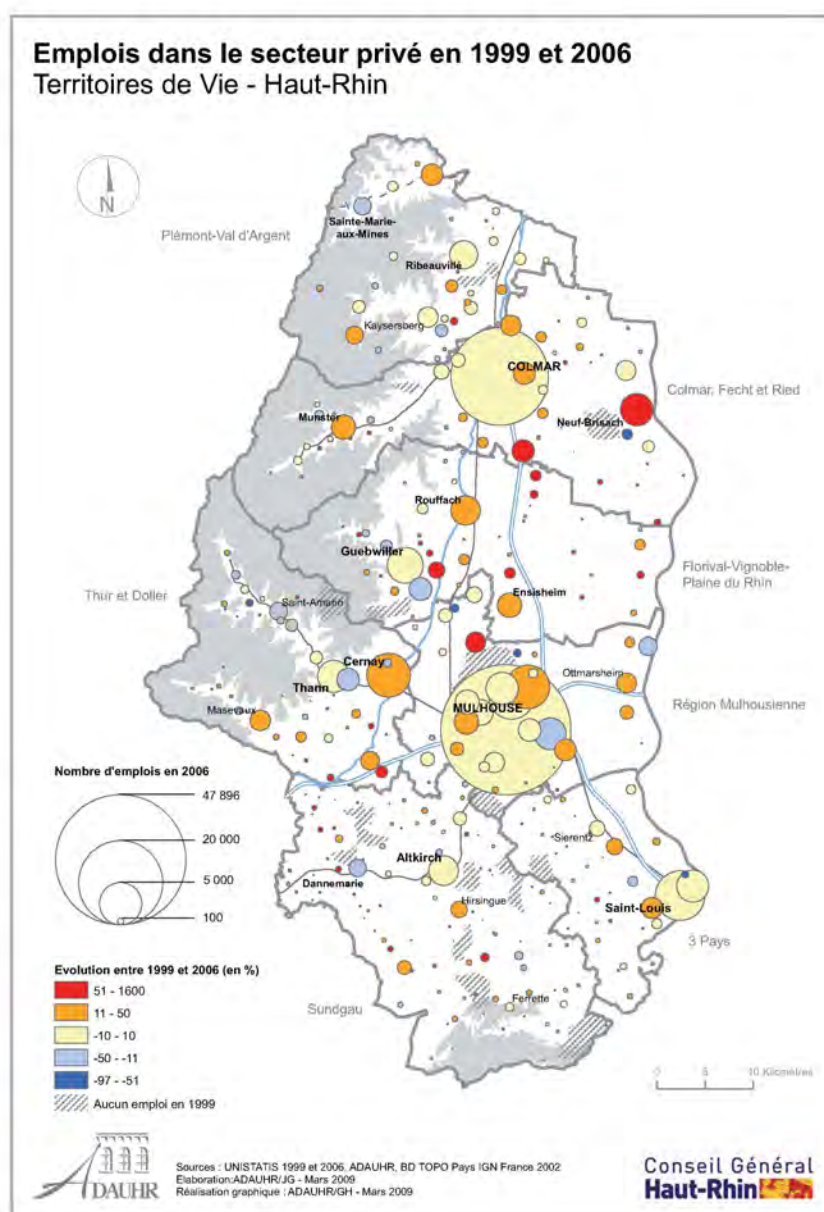 Emplois dans le secteur privé en 1999 et 2006
Territoires de Vie - Haut-Rhin
N
Sainte-Marie-
aux-Mines
Piémont-Val d'Argent
Ribeauvillé
Kaysersberg
COLMAR
Colmar, Fecht et Ried
Munster
Neuf-Brisach
Rouffach
Guebwiller
Florival-Vignoble-
Plaine du Rhin
Thur et Doller
Saint-Amarin
Ensisheim
Cernay
Ottmarsheim
Thann
MULHOUSE
Région Mulhousienne
Masevaux
Nombre d'emplois en 2006
47 896
20 000
5 000
100
Sierentz
Altkirch
Dannemarie
Hirsingue
Saint-Louis
3 Pays
Evolution entre 1999 et 2006 (en %)
51 - 1600
11 - 50
-10 - 10
-50 - -11
-97 - -51
Aucun emploi en 1999
Sundgau
Ferrette
0 5 10 Kilomètres
ADAUHR
Sources : UNISTATIS 1999 et 2006, ADAUHR, BD TOPO Pays IGN France 2002
Elaboration:ADAUHR/JG - Mars 2009
Réalisation graphique : ADAUHR/GH - Mars 2009
Conseil Général
Haut-Rhin